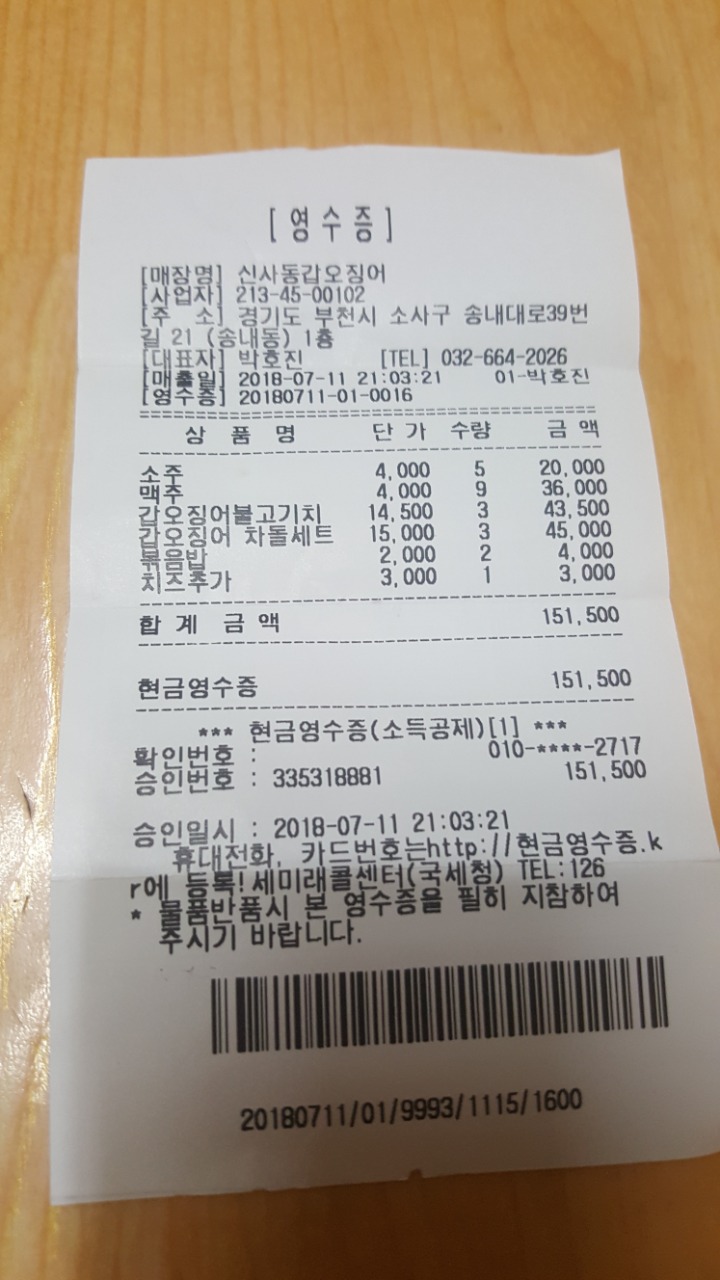 [ 영 수 증 ]
[매장명] 신사동갑오징어
[사업자] 213-45-00102
[주  소] 경기도 부천시 소사구 송내대로39번
길 21 (송내동) 1층
[대표자] 박호진 [TEL] 032-664-2026
[매출일] 2018-07-11 21:03:21 01-박호진
[영수증] 20180711-01-0016
상 품 명 단 가 수량 금 액
소주 4,000 5 20,000
맥주 4,000 9 36,000
갑오징어불고기치 14,500 3 43,500
갑오징어 차돌세트 15,000 3 45,000
볶음밥 2,000 2 4,000
치즈추가 3,000 1 3,000
합 계 금 액 151,500
현금영수증 151,500
*** 현금영수증(소득공제)[1] ***
확인번호 : 010-****-2717
승인번호 : 335318881 151,500
승인일시 : 2018-07-11 21:03:21
휴대전화, 카드번호는http://현금영수증.k
r에 등록!세미래콜센터(국세청) TEL:126
* 물품반품시 본 영수증을 필히 지참하여
주시기 바랍니다.
20180711/01/9993/1115/1600